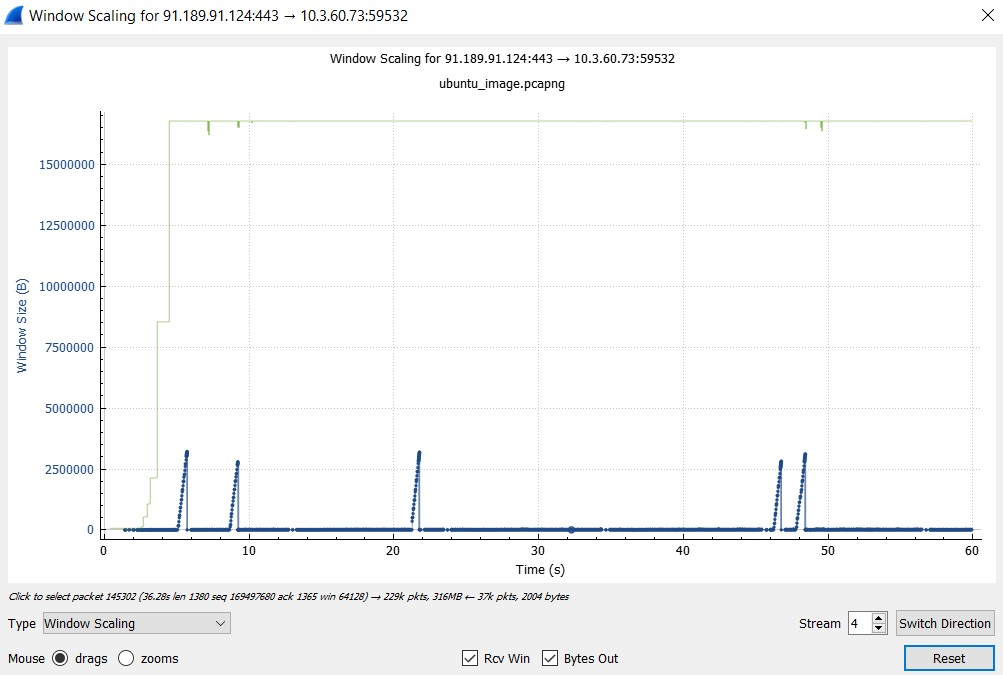 Window Scaling for 91.189.91.124:443 → 10.3.60.73:59532
Window Scaling for 91.189.91.124:443 → 10.3.60.73:59532
ubuntu_image.pcapng
15000000
12500000
10000000
7500000
5000000
2500000
0
Window Size (B)
0 10 20 30 40 50 60
Time (s)
Click to select packet 145302 (36.28s len 1380 seq 169497680 ack 1365 win 64128) → 229k pkts, 316MB ← 37k pkts, 2004 bytes
Type Window Scaling Stream 4 Switch Direction
Mouse drags zooms Rcv Win Bytes Out Reset